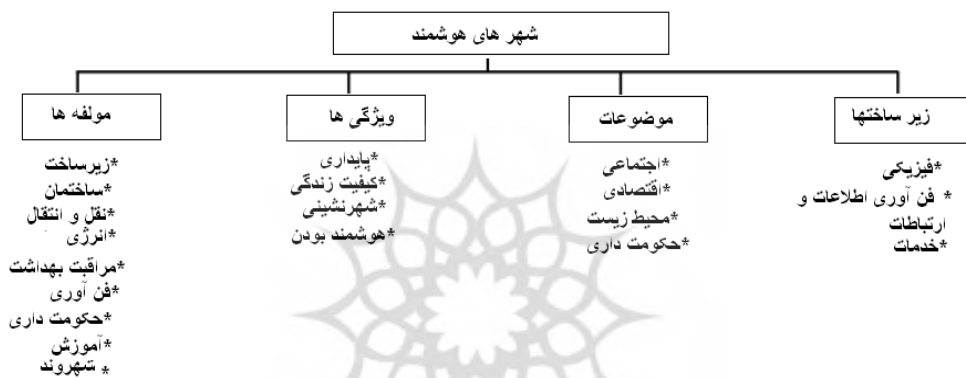 شهر های هوشمند
زیر ساختها
*فیزیکی
* فن آوری اطلاعات و
ارتباطات
*خدمات
موضوعات
*اجتماعی
*اقتصادی
*محیط زیست
*حکومت داری
ویژگی ها
*پایداری
*کیفیت زندگی
*شهرنشینی
*هوشمند بودن
مولفه ها
*زیرساخت
*ساختمان
*نقل و انتقال
*انرژی
*مراقبت بهداشت
*فن آوری
*حکومت داری
*آموزش
* شهروند